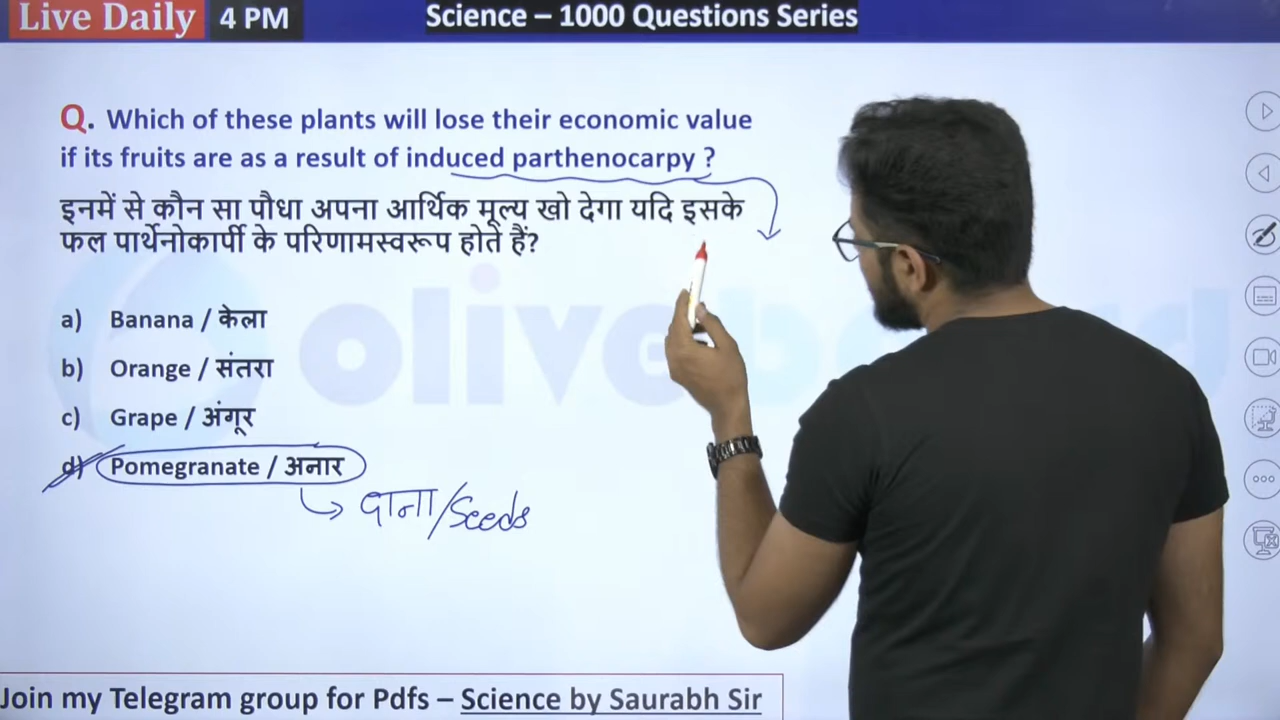 Live Daily 4 PM
Science – 1000 Questions Series
Q. Which of these plants will lose their economic value
if its fruits are as a result of induced parthenocarpy ?
इनमें से कौन सा पौधा अपना आर्थिक मूल्य खो देगा यदि इसके
फल पार्थेनोकार्पी के परिणामस्वरूप होते हैं?
a) Banana / केला
b) Orange / संतरा
c) Grape / अंगूर
d) Pomegranate / अनार
दाना/Seeds
Join my Telegram group for Pdfs – Science by Saurabh Sir